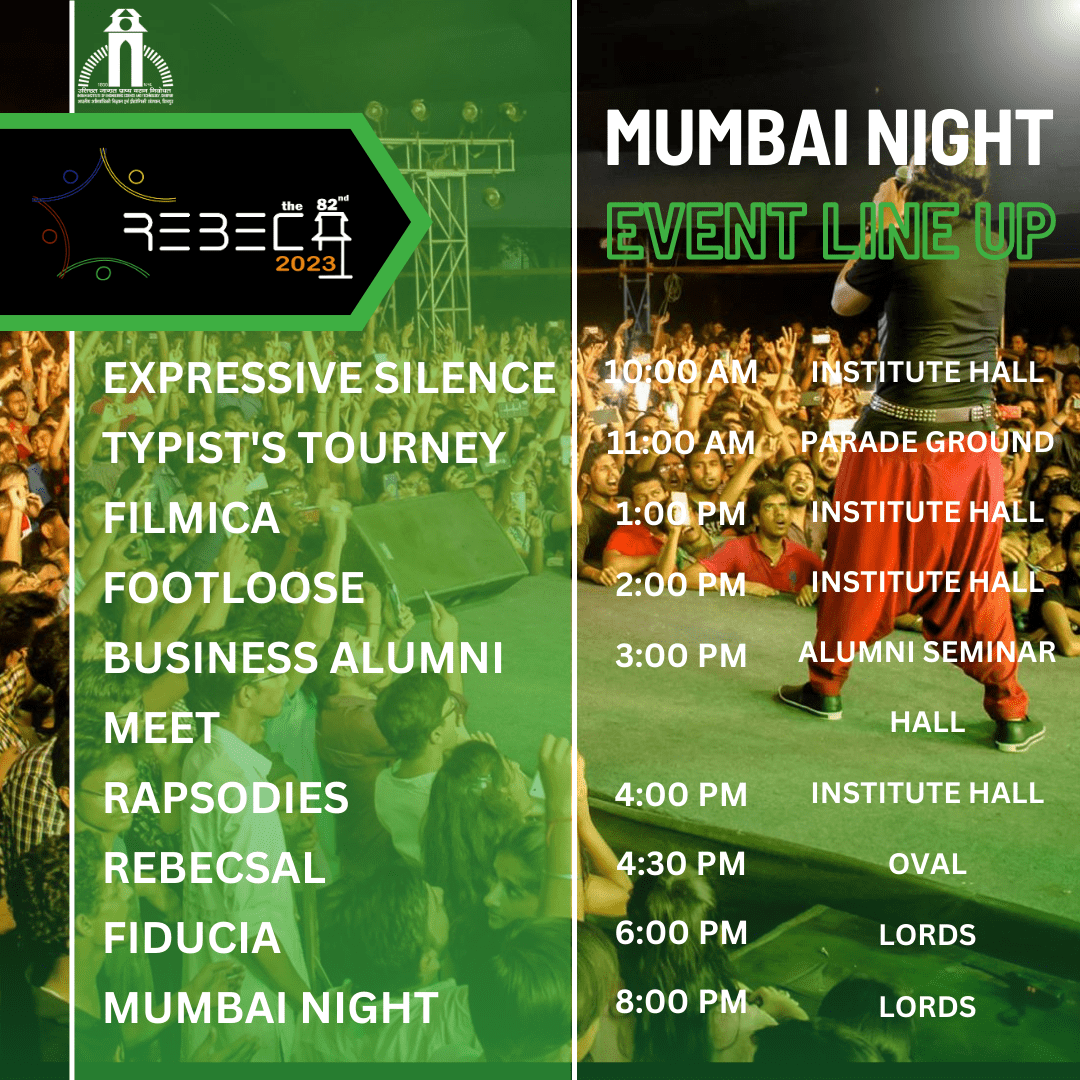 the 82nd
REBECA
2023
MUMBAI NIGHT
EVENT LINE UP
EXPRESSIVE SILENCE 10:00 AM INSTITUTE HALL
TYPIST'S TOURNEY 11:00 AM PARADE GROUND
FILMICA 1:00 PM INSTITUTE HALL
FOOTLOOSE 2:00 PM INSTITUTE HALL
BUSINESS ALUMNI 3:00 PM ALUMNI SEMINAR
MEET HALL
RAPSODIES 4:00 PM INSTITUTE HALL
REBECSAL 4:30 PM OVAL
FIDUCIA 6:00 PM LORDS
MUMBAI NIGHT 8:00 PM LORDS